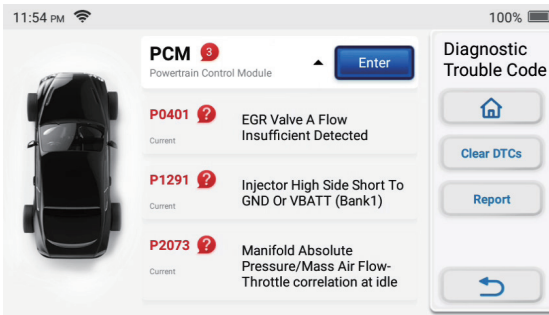 11:54 PM
100%
PCM 3
Powertrain Control Module
Enter
P0401 ?
Current
EGR Valve A Flow
Insufficient Detected
P1291 ?
Current
Injector High Side Short To
GND Or VBATT (Bank1)
P2073 ?
Current
Manifold Absolute
Pressure/Mass Air Flow-
Throttle correlation at idle
Diagnostic
Trouble Code
Clear DTCs
Report